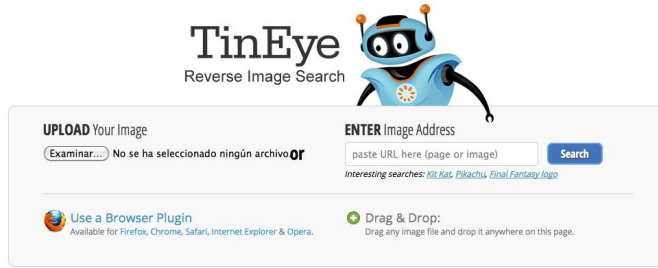 TinEye
Reverse Image Search
UPLOAD Your Image
Examinar... No se ha seleccionado ningún archivo or
ENTER Image Address
paste URL here (page or image) Search
Interesting searches: Kit Kat, Pikachu, Final Fantasy logo
Use a Browser Plugin
Available for Firefox, Chrome, Safari, Internet Explorer & Opera.
Drag & Drop:
Drag any image file and drop it anywhere on this page.